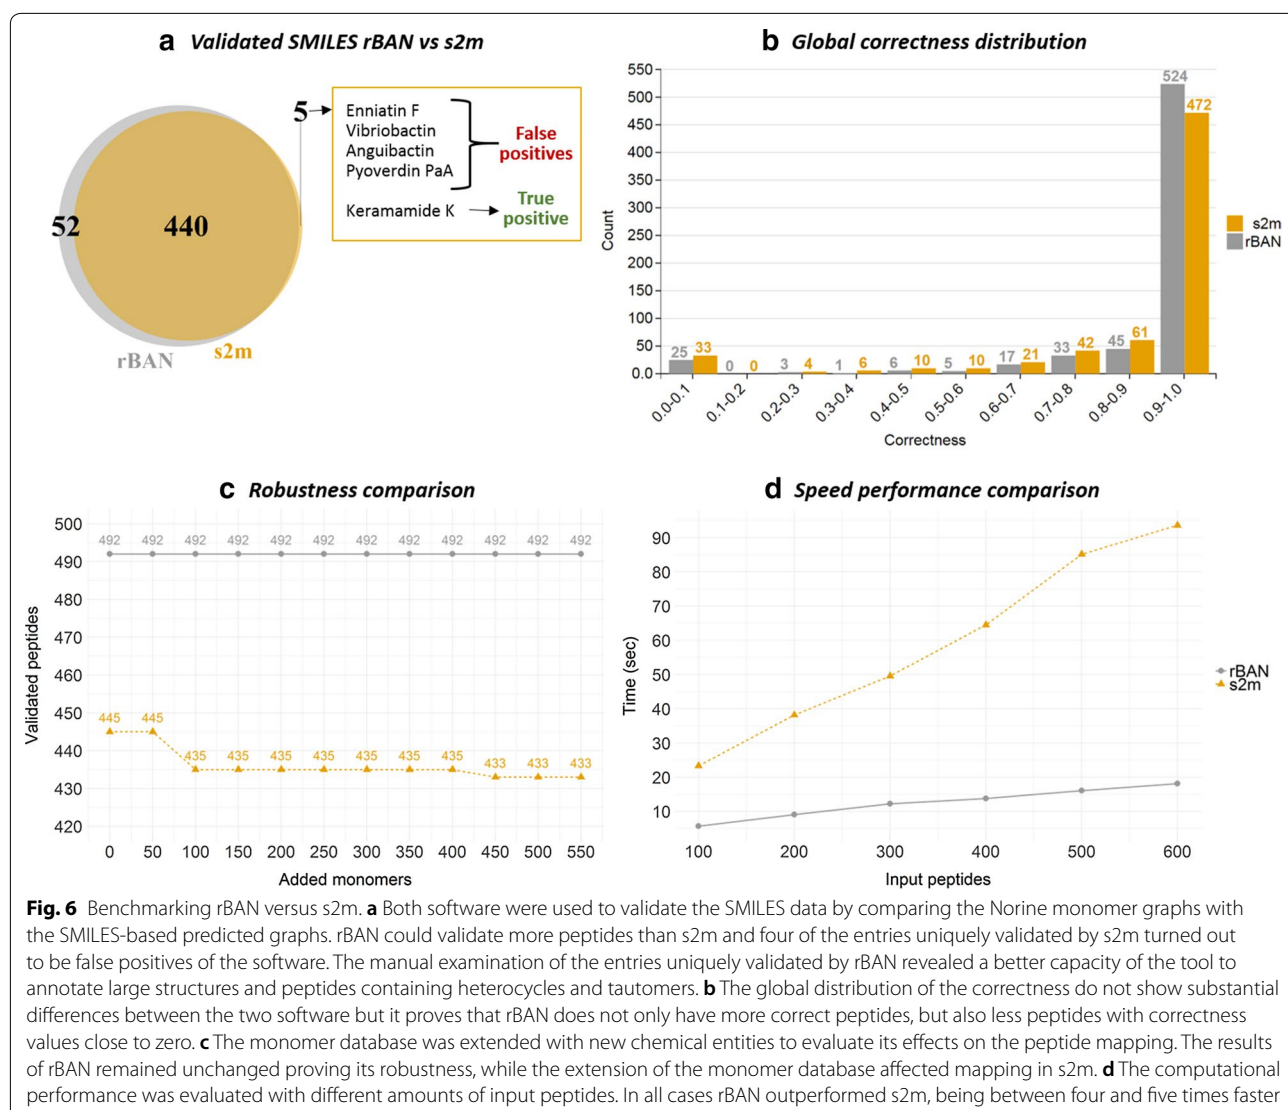 a Validated SMILES rBAN vs s2m
52
440
5
Enniatin F
Vibriobactin
Anguibactin
Pyoverdin PaA
False
positives
Keramamide K
True
positive
rBAN
s2m
b Global correctness distribution
Count
550
500
450
400
350
300
250
200
150
100
50
0.0
25 33 0 0 3 4 1 6 6 10 5 10 17 21 33 42 45 61 524 472
0.0-0.1 0.1-0.2 0.2-0.3 0.3-0.4 0.4-0.5 0.5-0.6 0.6-0.7 0.7-0.8 0.8-0.9 0.9-1.0
Correctness
s2m
rBAN
c Robustness comparison
Validated peptides
500
490
480
470
460
450
440
430
420
492 492 492 492 492 492 492 492 492 492 492 492
445 445 435 435 435 435 435 435 435 433 433 433
0 50 100 150 200 250 300 350 400 450 500 550
Added monomers
d Speed performance comparison
Time (sec)
90
80
70
60
50
40
30
20
10
100 200 300 400 500 600
Input peptides
rBAN
s2m
Fig. 6 Benchmarking rBAN versus s2m. a Both software were used to validate the SMILES data by comparing the Norine monomer graphs with
the SMILES-based predicted graphs. rBAN could validate more peptides than s2m and four of the entries uniquely validated by s2m turned out
to be false positives of the software. The manual examination of the entries uniquely validated by rBAN revealed a better capacity of the tool to
annotate large structures and peptides containing heterocycles and tautomers. b The global distribution of the correctness do not show substantial
differences between the two software but it proves that rBAN does not only have more correct peptides, but also less peptides with correctness
values close to zero. c The monomer database was extended with new chemical entities to evaluate its effects on the peptide mapping. The results
of rBAN remained unchanged proving its robustness, while the extension of the monomer database affected mapping in s2m. d The computational
performance was evaluated with different amounts of input peptides. In all cases rBAN outperformed s2m, being between four and five times faster